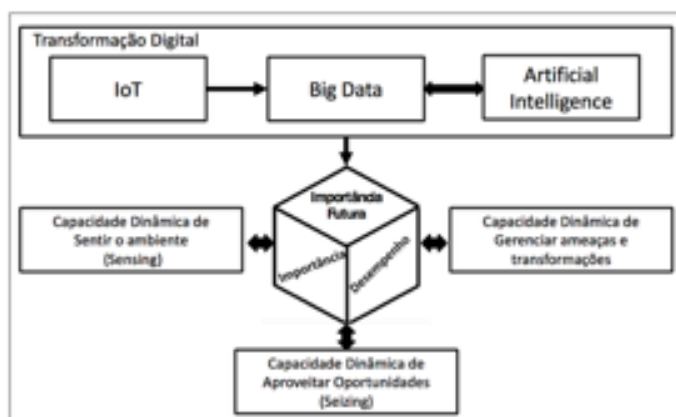 Transformação Digital
IoT
Big Data
Artificial
Intelligence
Importância
Futura
Importância
Desempenho
Capacidade Dinâmica de
Sentir o ambiente
(Sensing)
Capacidade Dinâmica de
Gerenciar ameaças e
transformações
Capacidade Dinâmica de
Aproveitar Oportunidades
(Seizing)